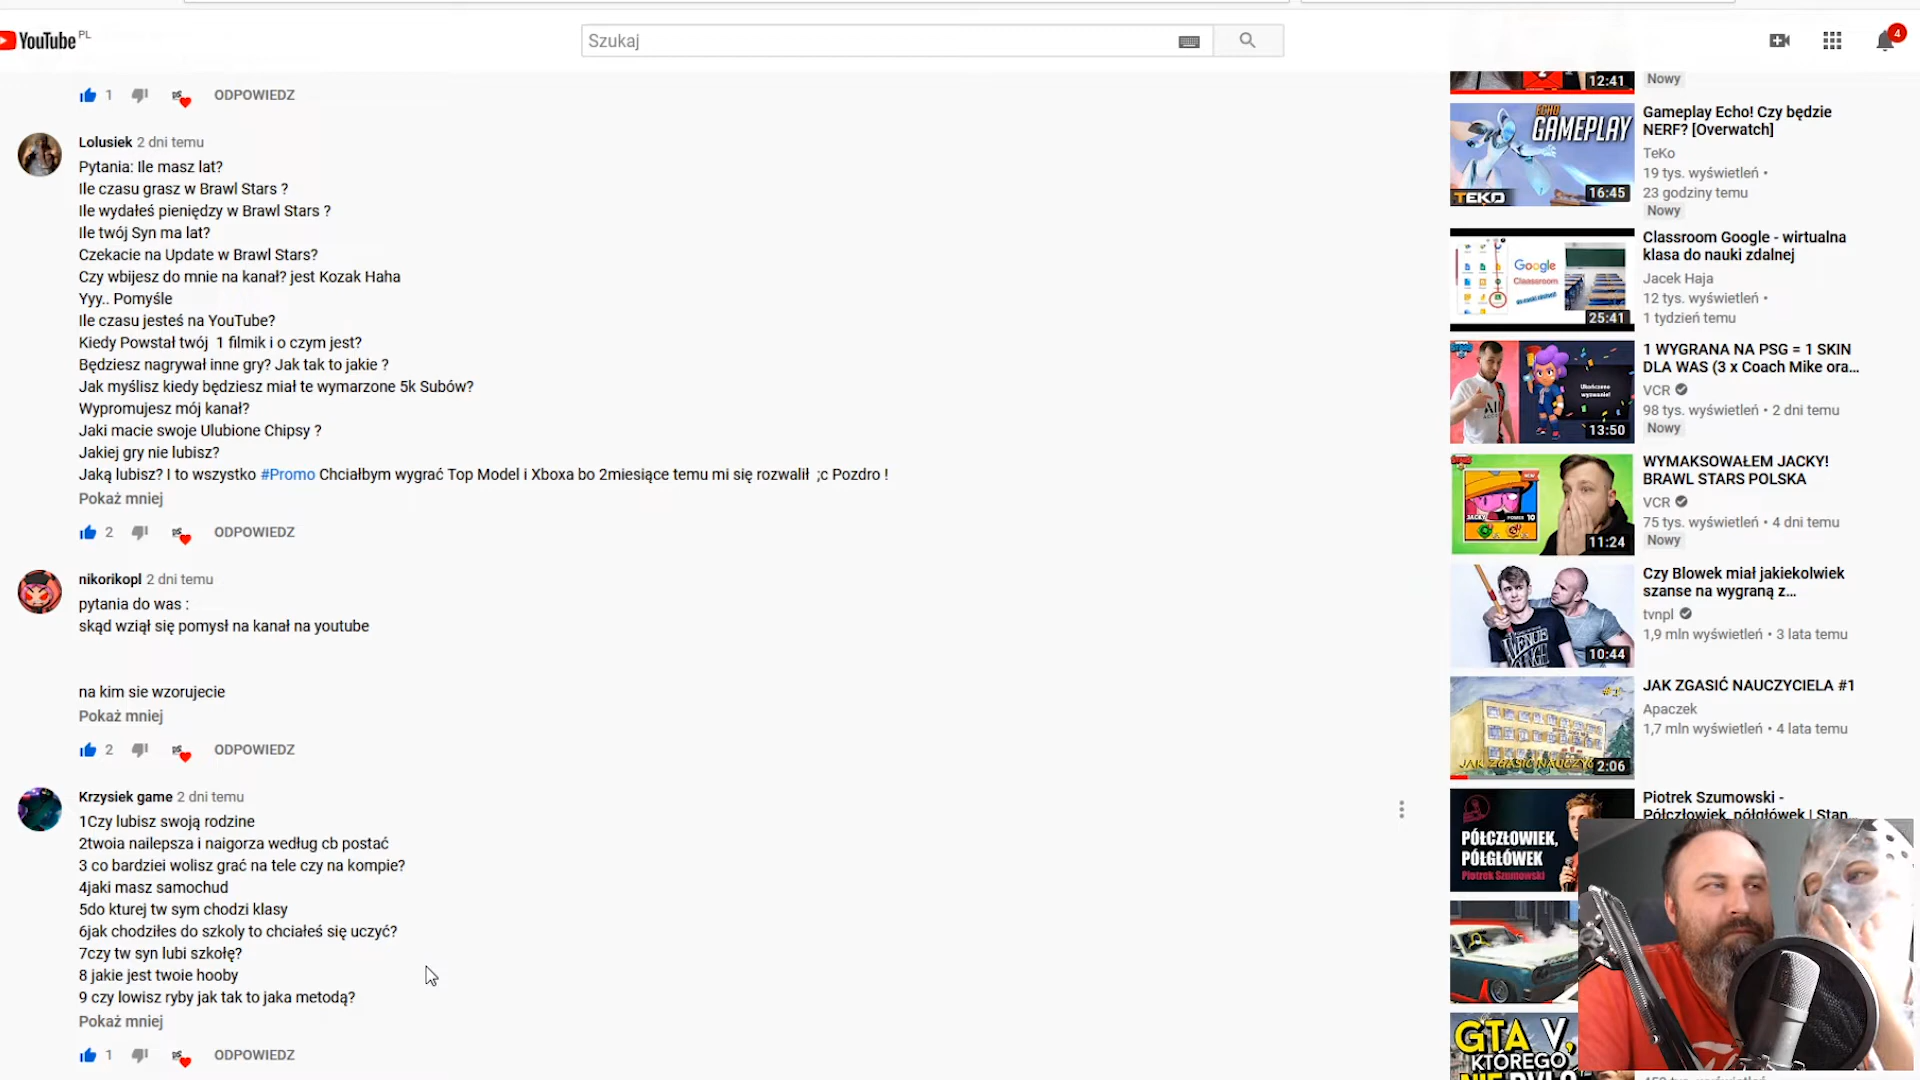 YouTube PL
Szukaj
4
1
ODPOWIEDZ
Lolusiek 2 dni temu
Pytania: Ile masz lat?
Ile czasu grasz w Brawl Stars ?
Ile wydałeś pieniędzy w Brawl Stars ?
Ile twój Syn ma lat?
Czekacie na Update w Brawl Stars?
Czy wbijesz do mnie na kanał? jest Kozak Haha
Yyy.. Pomyśle
Ile czasu jesteś na YouTube?
Kiedy Powstał twój 1 filmik i o czym jest?
Będziesz nagrywał inne gry? Jak tak to jakie ?
Jak myślisz kiedy będziesz miał te wymarzone 5k Subów?
Wypromujesz mój kanał?
Jaki macie swoje Ulubione Chipsy ?
Jakiej gry nie lubisz?
Jaką lubisz? I to wszystko #Promo Chciałbym wygrać Top Model i Xboxa bo 2miesiące temu mi się rozwalił ;c Pozdro !
Pokaż mniej
2
ODPOWIEDZ
nikorikopl 2 dni temu
pytania do was :
skąd wziął się pomysł na kanał na youtube
na kim sie wzorujecie
Pokaż mniej
2
ODPOWIEDZ
Krzysiek game 2 dni temu
1Czy lubisz swoją rodzine
2twoia nailepsza i naigorza według cb postać
3 co bardziei wolisz grać na tele czy na kompie?
4jaki masz samochud
5do kturej tw sym chodzi klasy
6jak chodziłes do szkoly to chciałeś się uczyć?
7czy tw syn lubi szkołę?
8 jakie jest twoie hooby
9 czy lowisz ryby jak tak to jaka metodą?
Pokaż mniej
1
ODPOWIEDZ
12:41
Nowy
ECHO
GAMEPLAY
TEKO
16:45
Gameplay Echo! Czy będzie
NERF? [Overwatch]
TeKo
19 tys. wyświetleń •
23 godziny temu
Nowy
Google
Classroom
25:41
Classroom Google - wirtualna
klasa do nauki zdalnej
Jacek Haja
12 tys. wyświetleń •
1 tydzień temu
Ukończono
wyzwanie!
13:50
1 WYGRANA NA PSG = 1 SKIN
DLA WAS (3 x Coach Mike ora...
VCR
98 tys. wyświetleń • 2 dni temu
Nowy
JACKY
POWER 10
11:24
WYMAKSOWAŁEM JACKY!
BRAWL STARS POLSKA
VCR
75 tys. wyświetleń • 4 dni temu
Nowy
AVENUE
10:44
Czy Blowek miał jakiekolwiek
szanse na wygraną z...
tvnpl
1,9 mln wyświetleń • 3 lata temu
JAK ZGASIĆ NAUCZYC
2:06
JAK ZGASIĆ NAUCZYCIELA #1
Apaczek
1,7 mln wyświetleń • 4 lata temu
PÓŁCZŁOWIEK,
PÓŁGŁÓWEK
Piotrek Szumowski
Piotrek Szumowski -
Półczłowiek, półgłówek | Stan...
GTA V,
KTÓREGO
NIE BYŁO